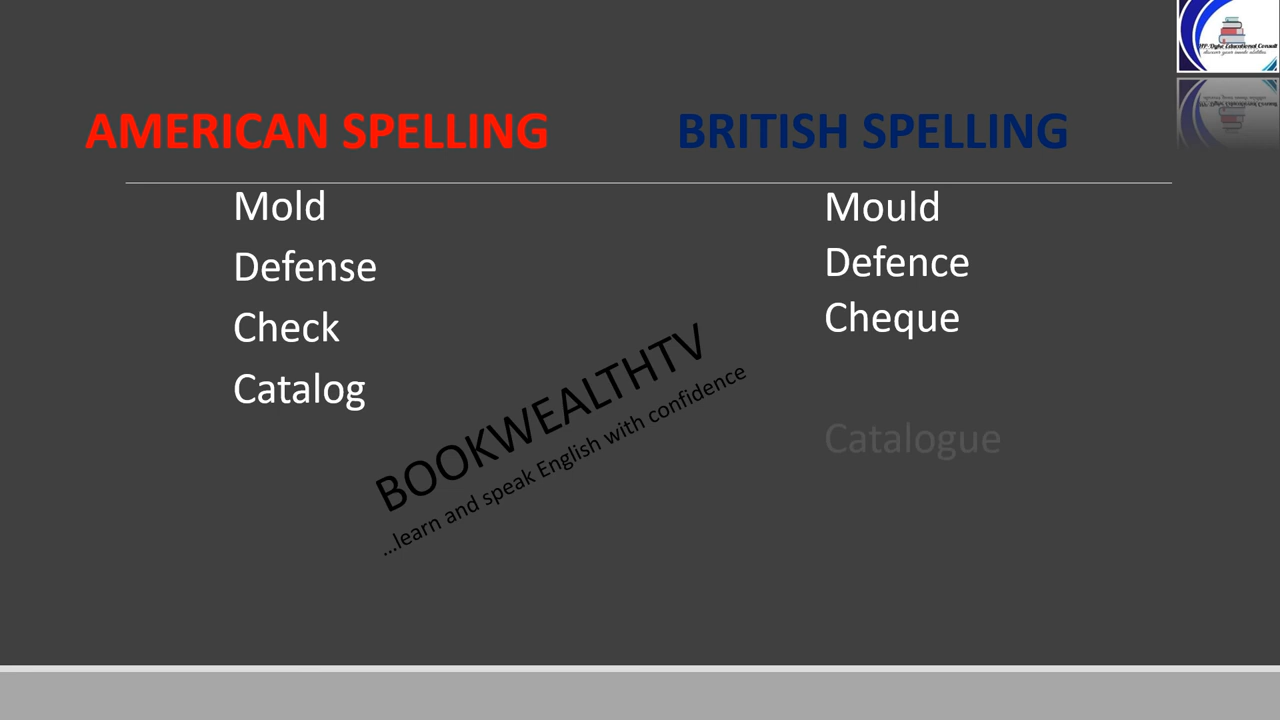 AMERICAN SPELLING
BRITISH SPELLING
Mold
Mould
Defense
Defence
Check
Cheque
Catalog
Catalogue
BOOKWEALTHTV
...learn and speak English with confidence